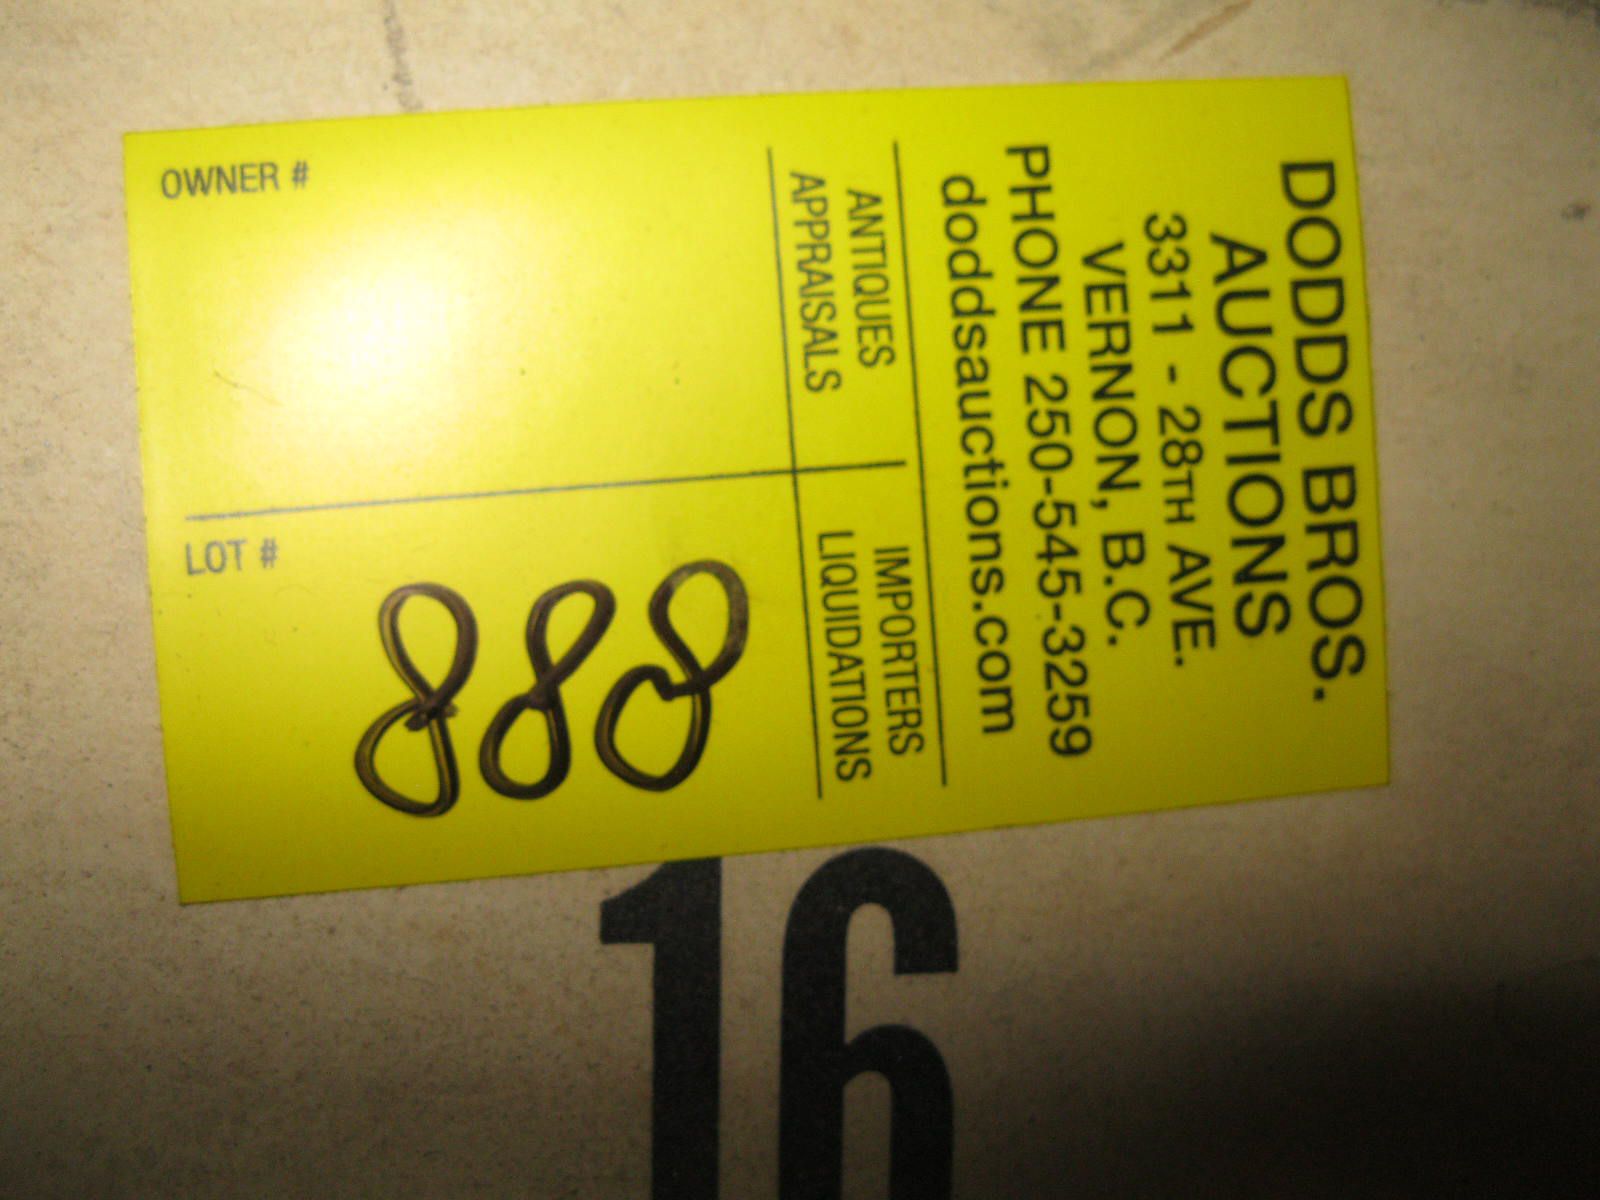 DODDS BROS.
AUCTIONS
3311 - 28TH AVE.
VERNON, B.C.
PHONE 250-545-3259
doddsauctions.com
ANTIQUES IMPORTERS
APPRAISALS LIQUIDATIONS
OWNER #
LOT #
888
16